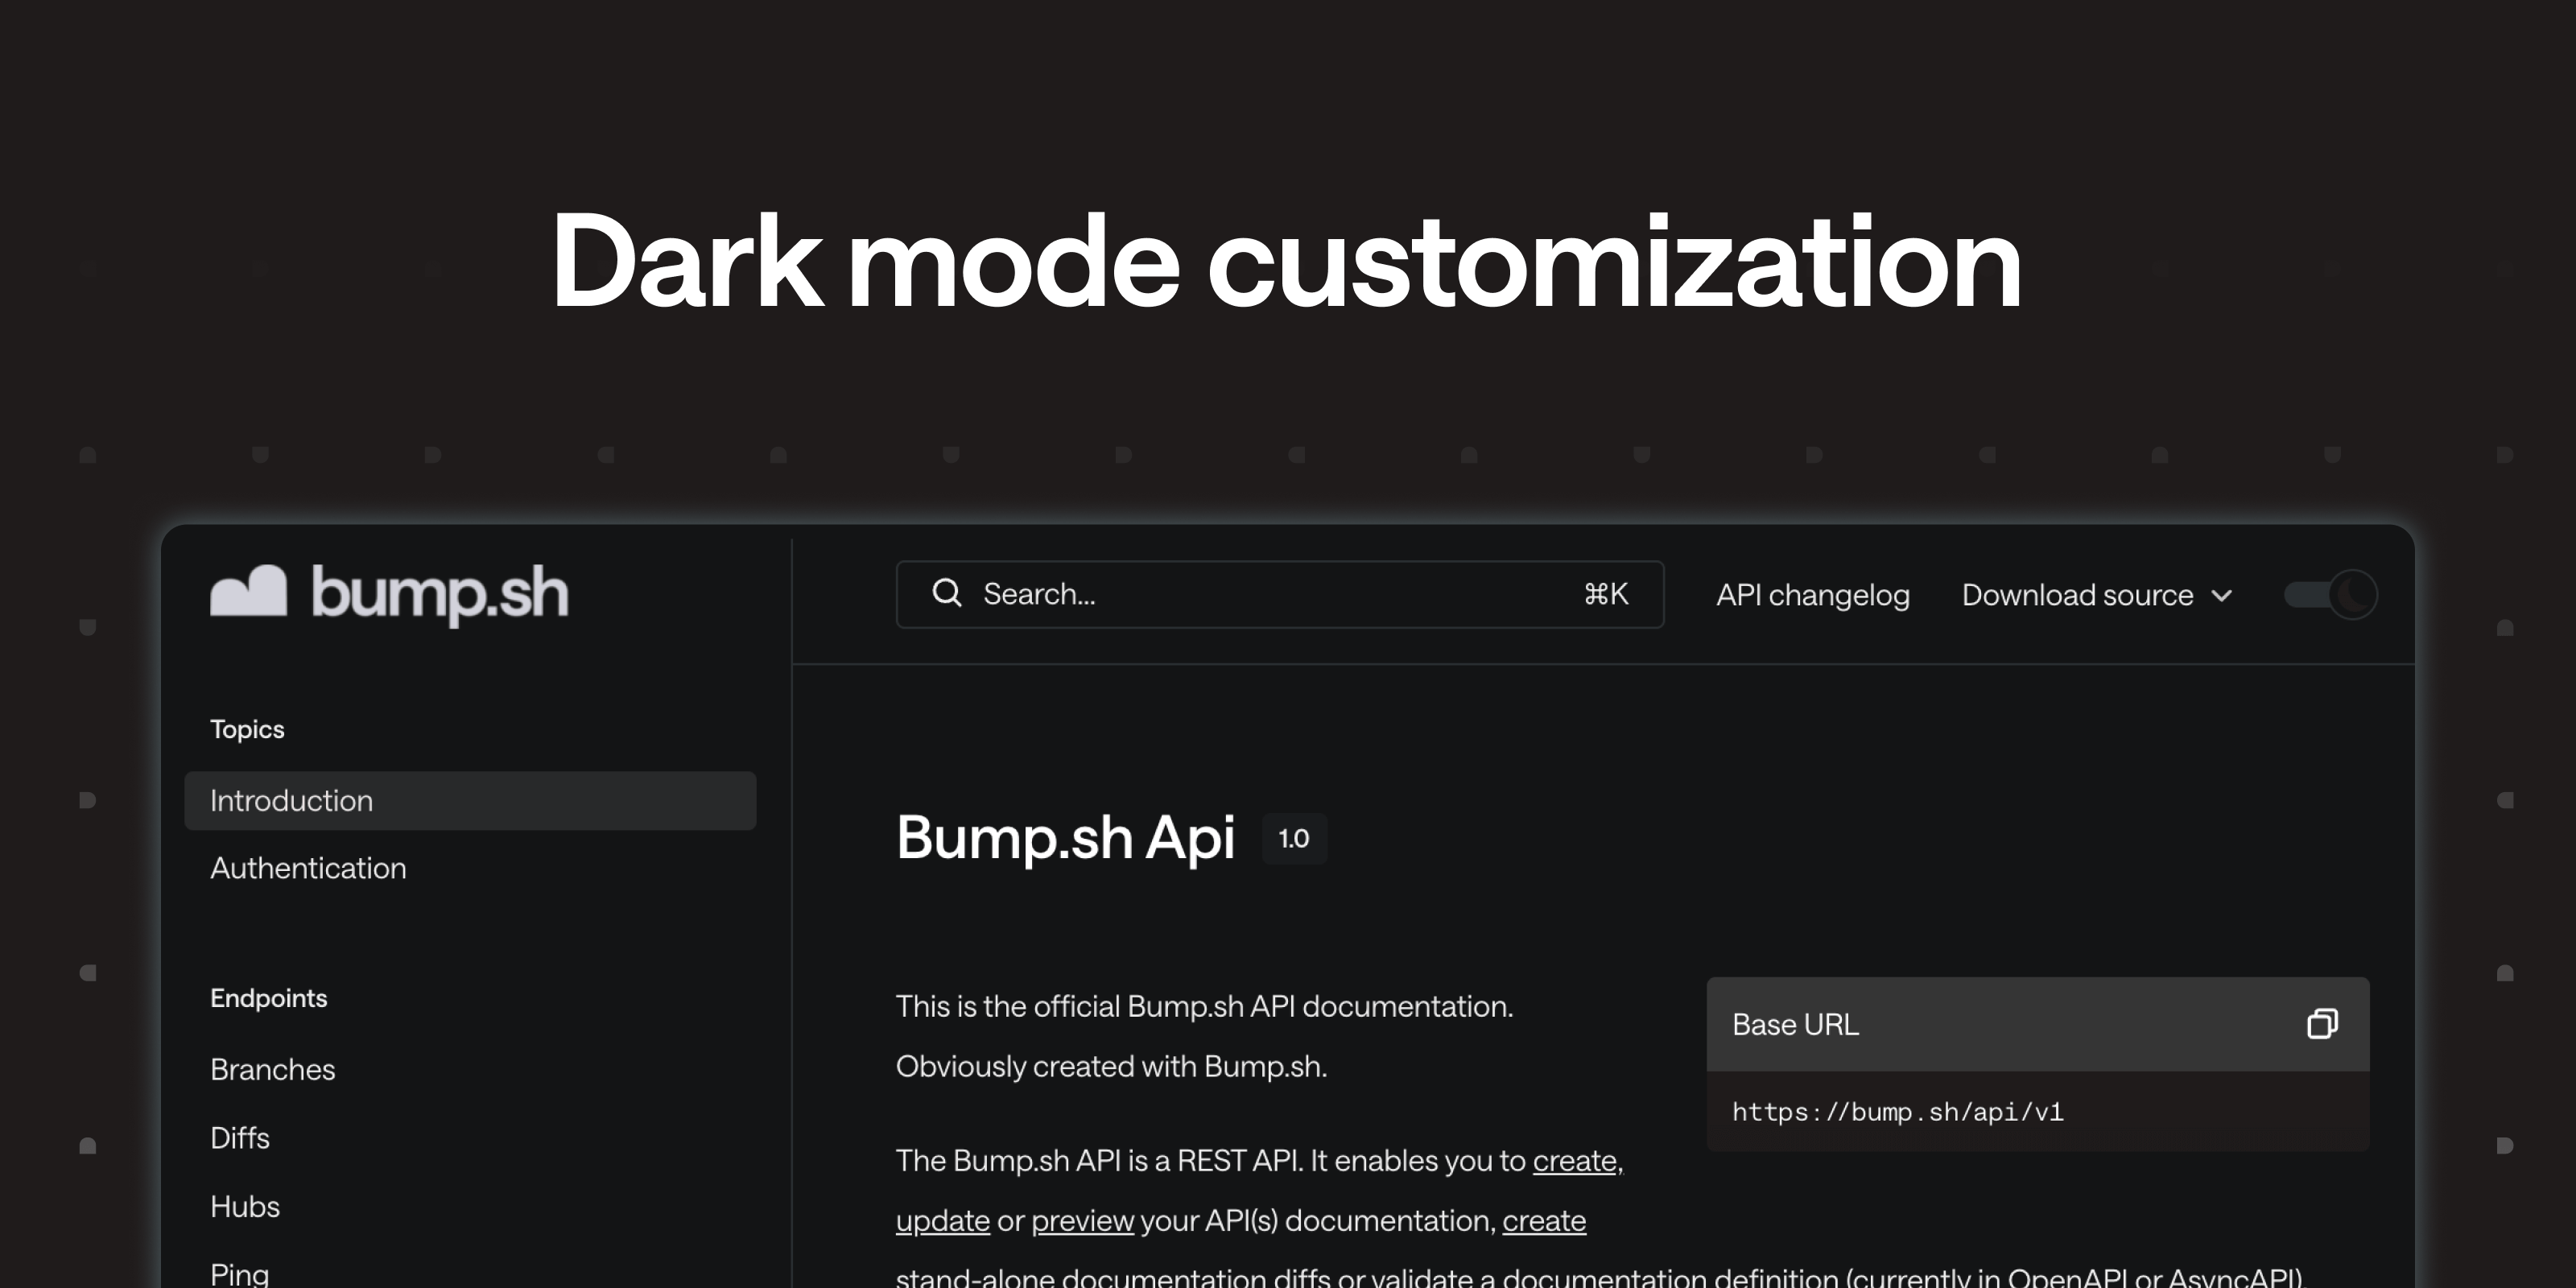 Dark mode customization
bump.sh
Search...
⌘K
API changelog
Download source
Topics
Introduction
Authentication
Endpoints
Branches
Diffs
Hubs
Ping
Bump.sh Api
1.0
This is the official Bump.sh API documentation.
Obviously created with Bump.sh.
The Bump.sh API is a REST API. It enables you to create,
update or preview your API(s) documentation, create
stand-alone documentation diffs or validate a documentation definition (currently in OpenAPI or AsyncAPI).
Base URL
https://bump.sh/api/v1